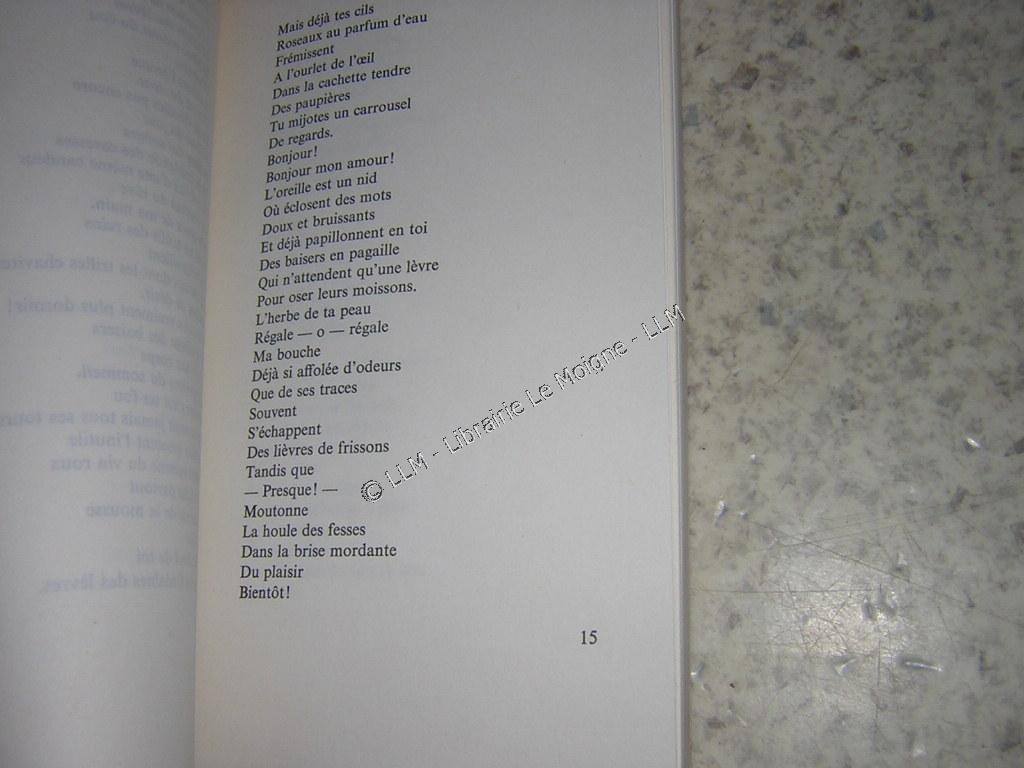 Mais déjà tes cils
Roseaux au parfum d'eau
Frémissent
A l'ourlet de l'œil
Dans la cachette tendre
Des paupières
Tu mijotes un carrousel
De regards.
Bonjour!
Bonjour mon amour!
L'oreille est un nid
Où éclosent des mots
Doux et bruissants
Et déjà papillonnent en toi
Des baisers en pagaille
Qui n'attendent qu'une lèvre
Pour oser leurs moissons.
L'herbe de ta peau
Régale — o — régale
Ma bouche
Déjà si affolée d'odeurs
Que de ses traces
Souvent
S'échappent
Des lièvres de frissons
Tandis que
— Presque! —
Moutonne
La houle des fesses
Dans la brise mordante
Du plaisir
Bientôt!
15
© LLM - Librairie Le Moigne - LLM